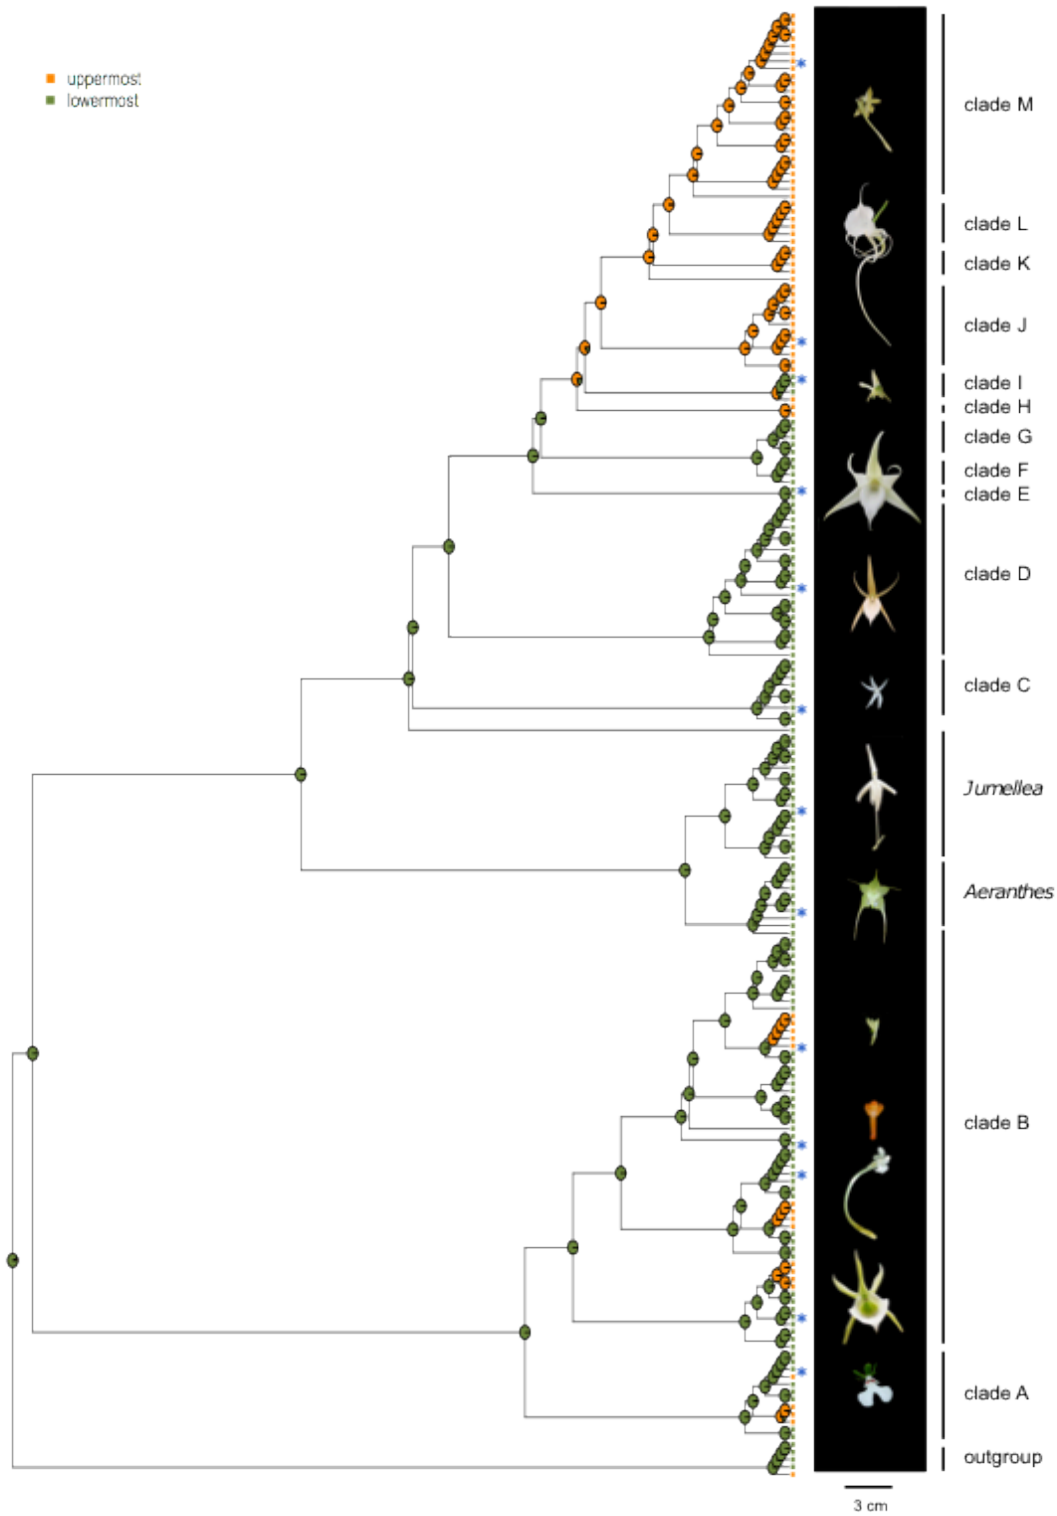 uppermost
lowermost
clade M
clade L
clade K
clade J
clade I
clade H
clade G
clade F
clade E
clade D
clade C
Jumellea
Aeranthes
clade B
clade A
outgroup
3 cm